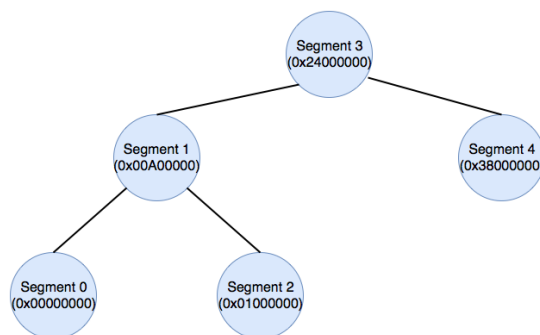 Segment 3
(0x24000000)
Segment 1
(0x00A00000)
Segment 4
(0x38000000)
Segment 0
(0x00000000)
Segment 2
(0x01000000)